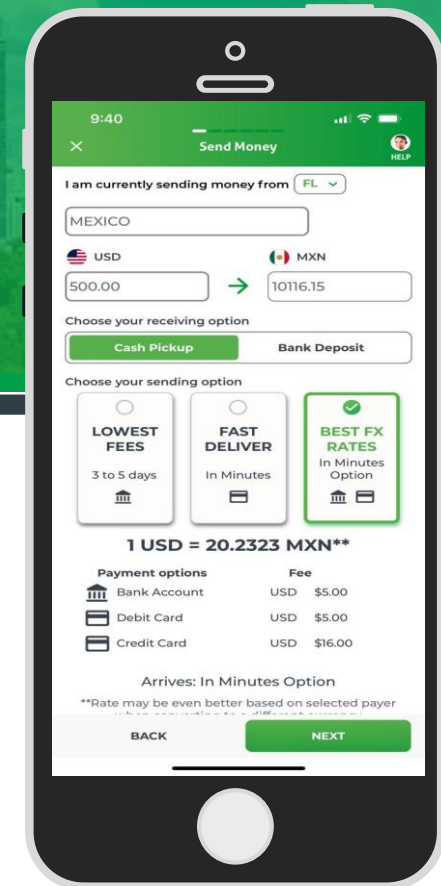 9:40
Send Money
HELP
I am currently sending money from FL
MEXICO
USD MXN
500.00 10116.15
Choose your receiving option
Cash Pickup Bank Deposit
Choose your sending option
LOWEST FEES
3 to 5 days
FAST DELIVER
In Minutes
BEST FX RATES
In Minutes Option
1 USD = 20.2323 MXN**
Payment options Fee
Bank Account USD $5.00
Debit Card USD $5.00
Credit Card USD $16.00
Arrives: In Minutes Option
**Rate may be even better based on selected payer
BACK NEXT